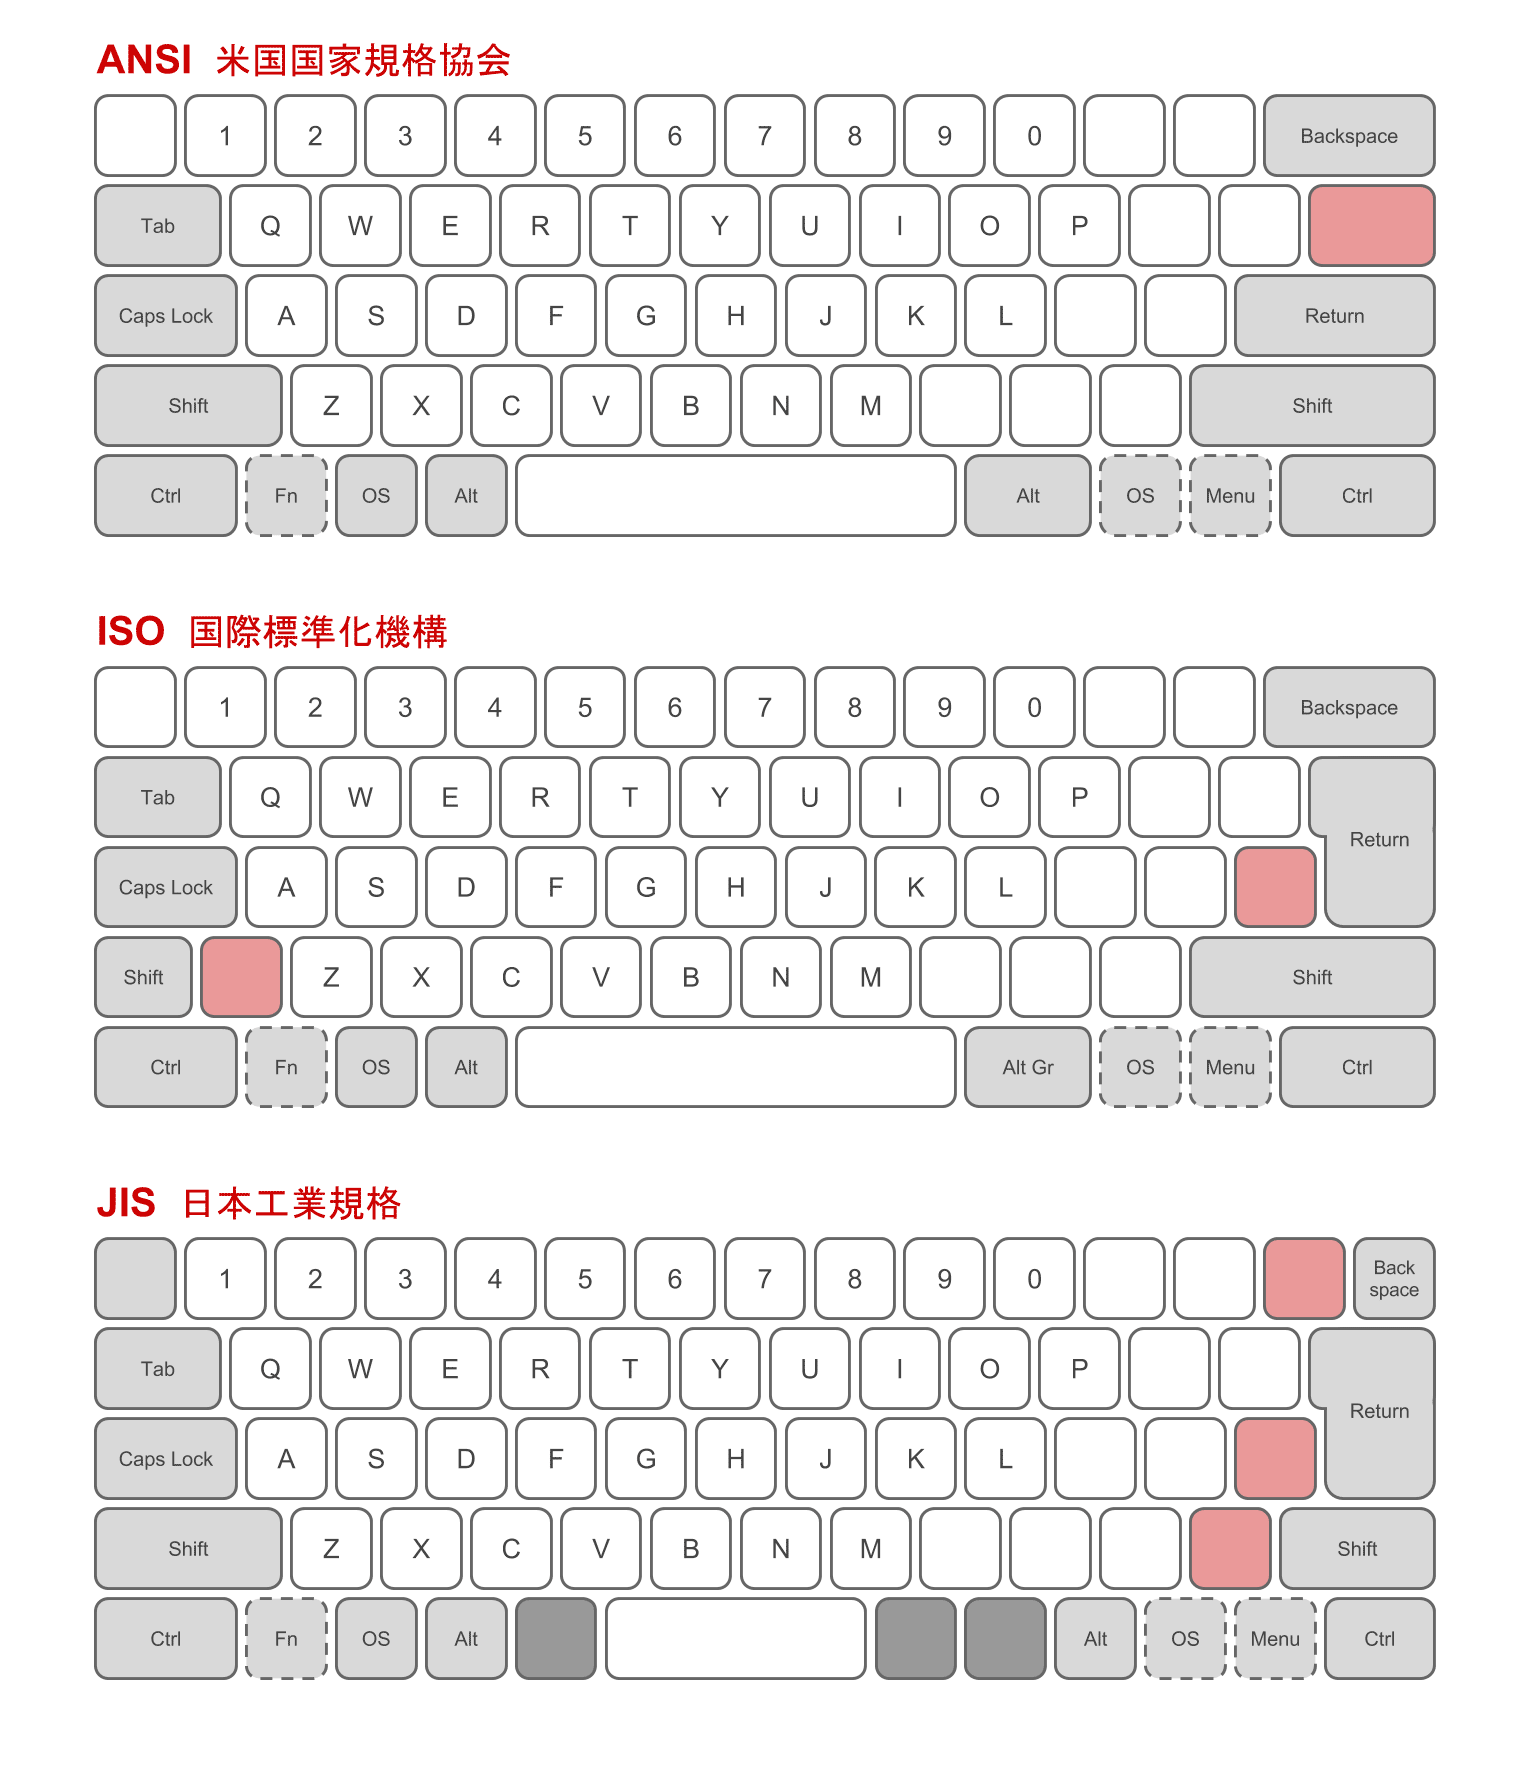 ANSI 米国国家規格協会
1 2 3 4 5 6 7 8 9 0 Backspace
Tab Q W E R T Y U I O P
Caps Lock A S D F G H J K L Return
Shift Z X C V B N M Shift
Ctrl Fn OS Alt Alt OS Menu Ctrl
ISO 国際標準化機構
1 2 3 4 5 6 7 8 9 0 Backspace
Tab Q W E R T Y U I O P
Return
Caps Lock A S D F G H J K L
Shift Z X C V B N M Shift
Ctrl Fn OS Alt Alt Gr OS Menu Ctrl
JIS 日本工業規格
1 2 3 4 5 6 7 8 9 0 Back
space
Tab Q W E R T Y U I O P
Return
Caps Lock A S D F G H J K L
Shift Z X C V B N M Shift
Ctrl Fn OS Alt Alt OS Menu Ctrl